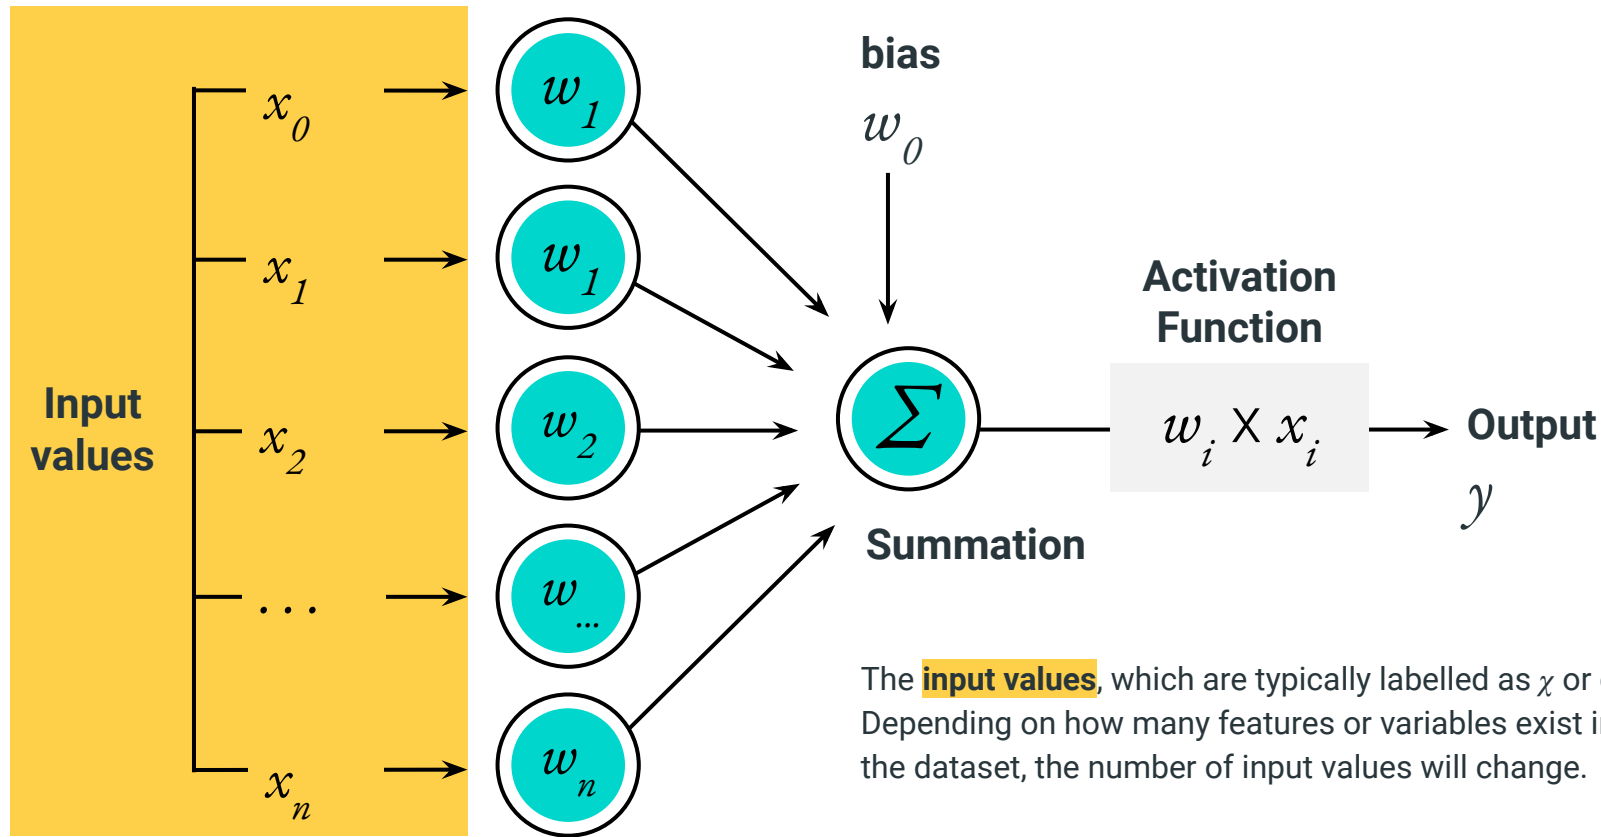 Input
values
x0
x1
x2
...
xn
w1
w1
w2
w...
wn
bias
w0
Σ
Summation
Activation
Function
wi X xi
Output
y
The input values, which are typically labelled as χ or
Depending on how many features or variables exist
the dataset, the number of input values will change.